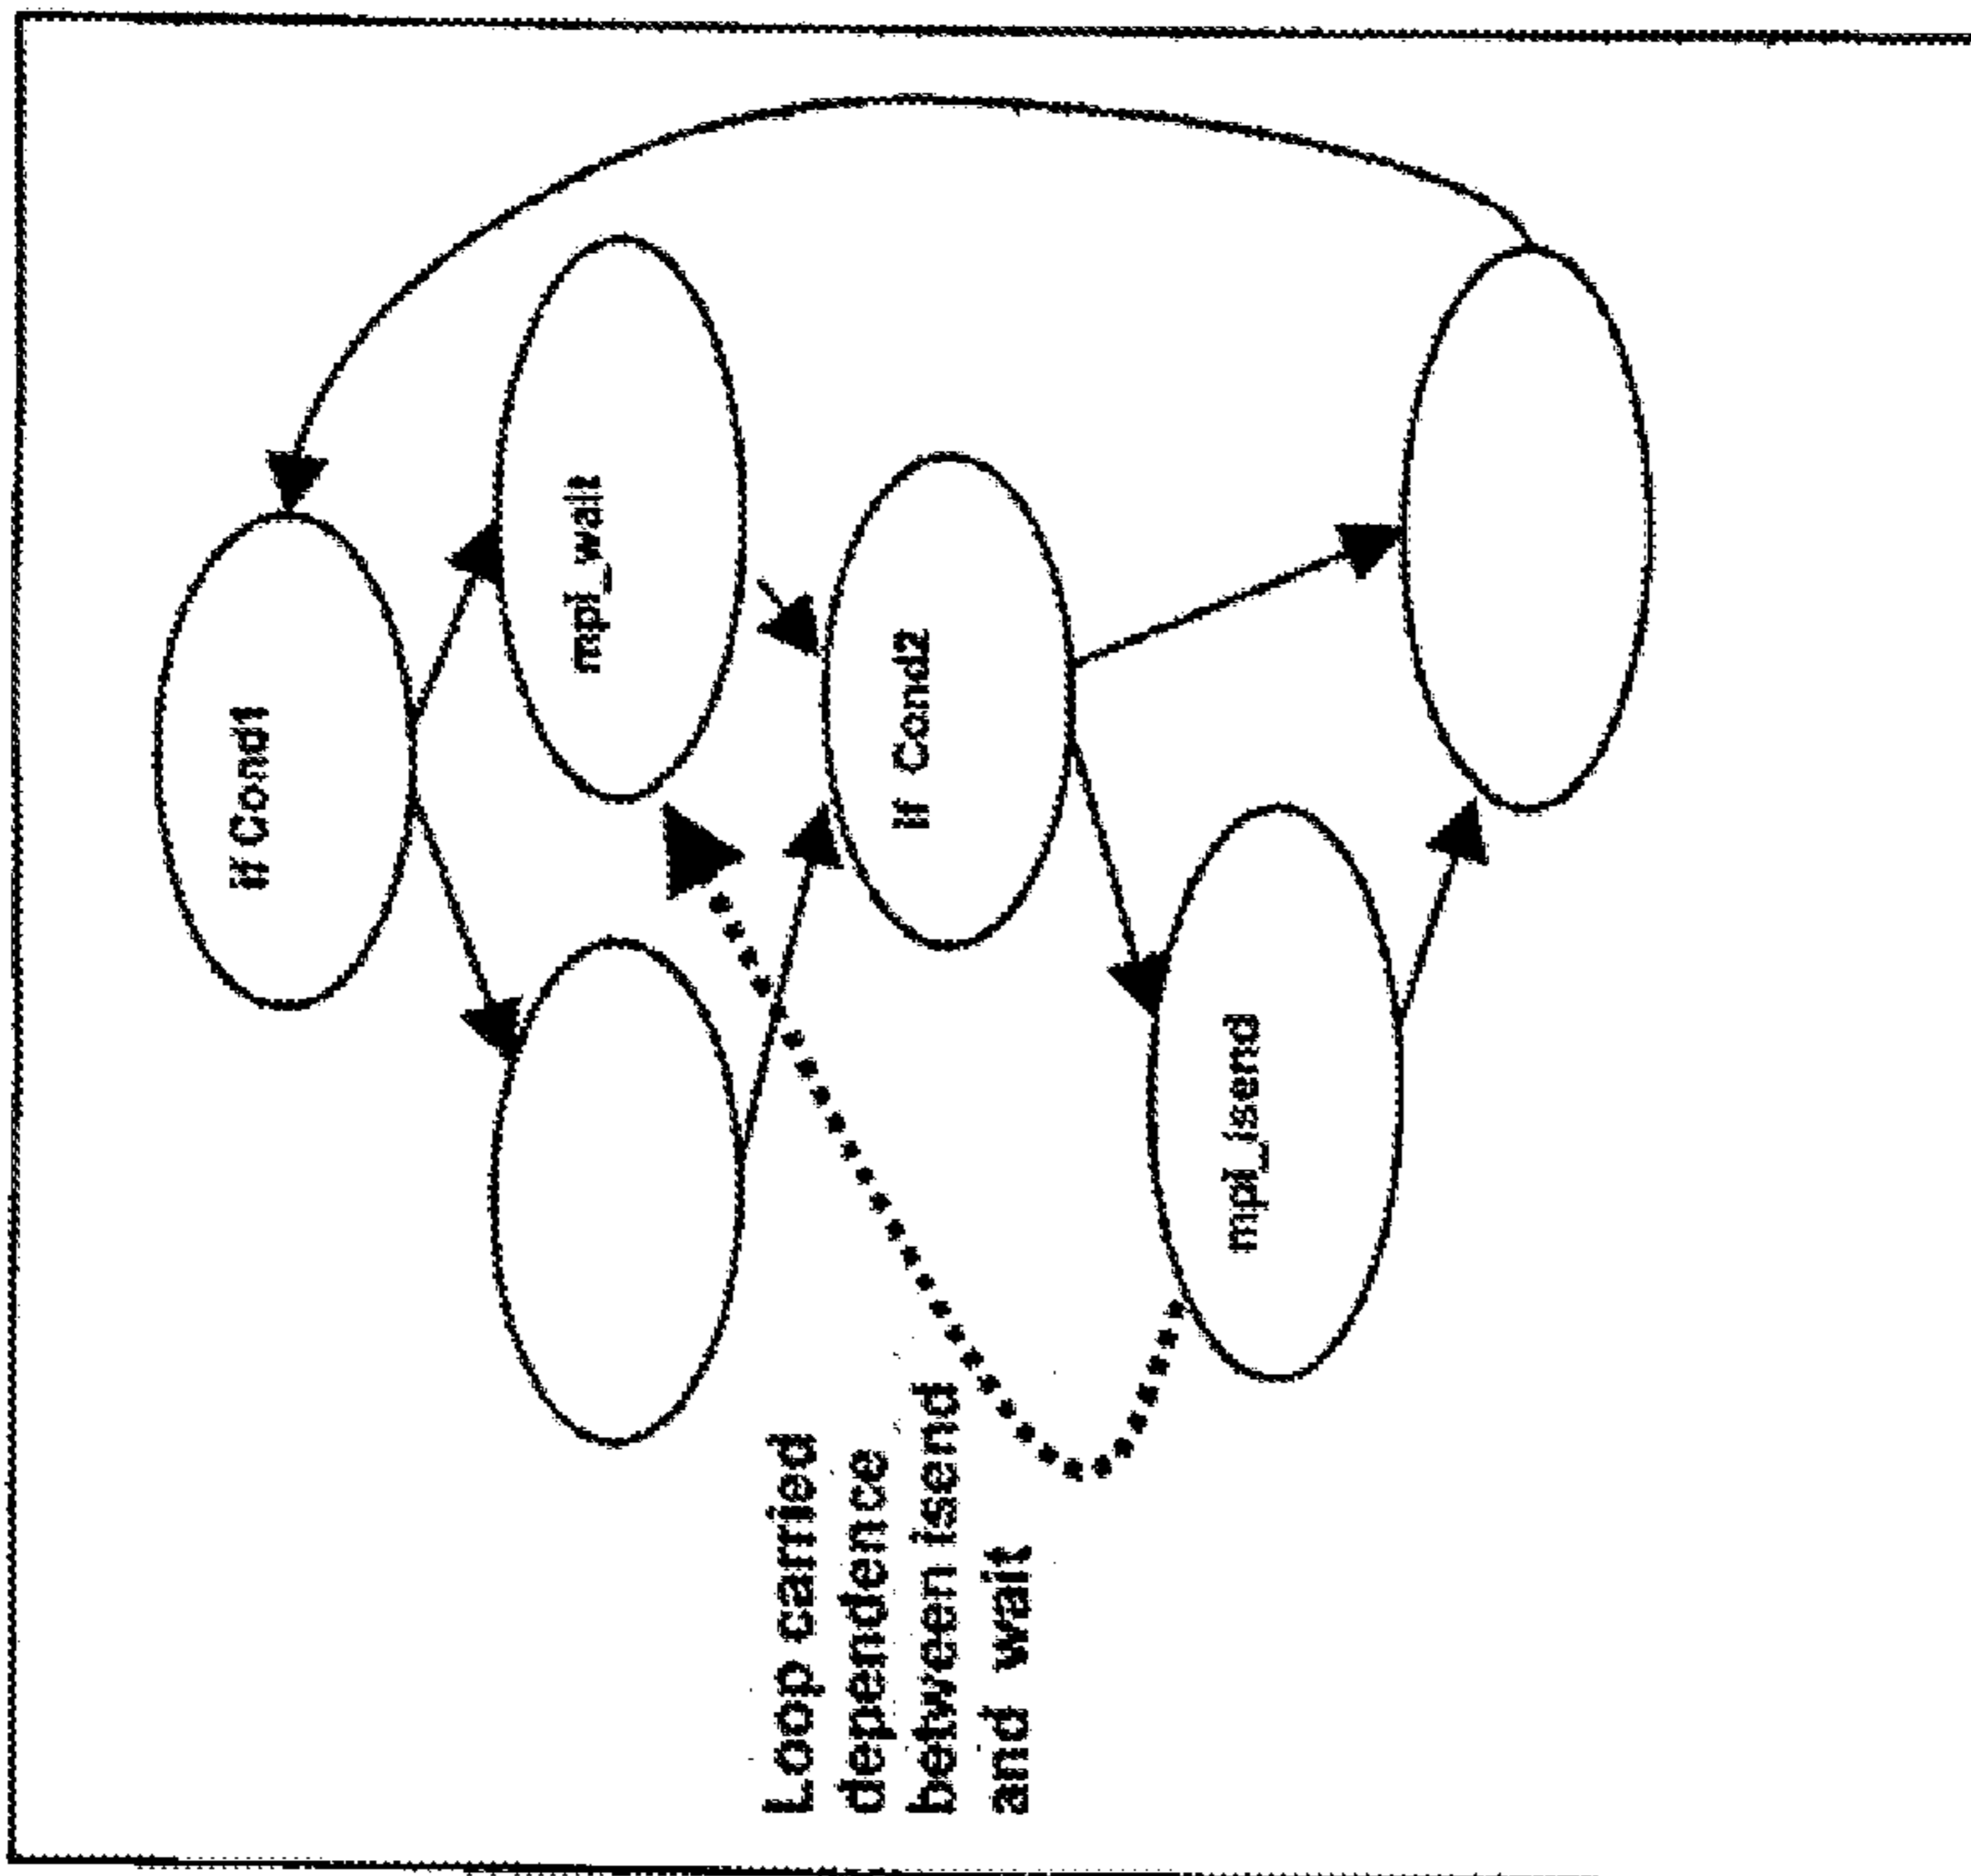 If Cond1
mpi_wait
If Cond2
mpi_isend
Loop carried
dependence
between isend
and wait